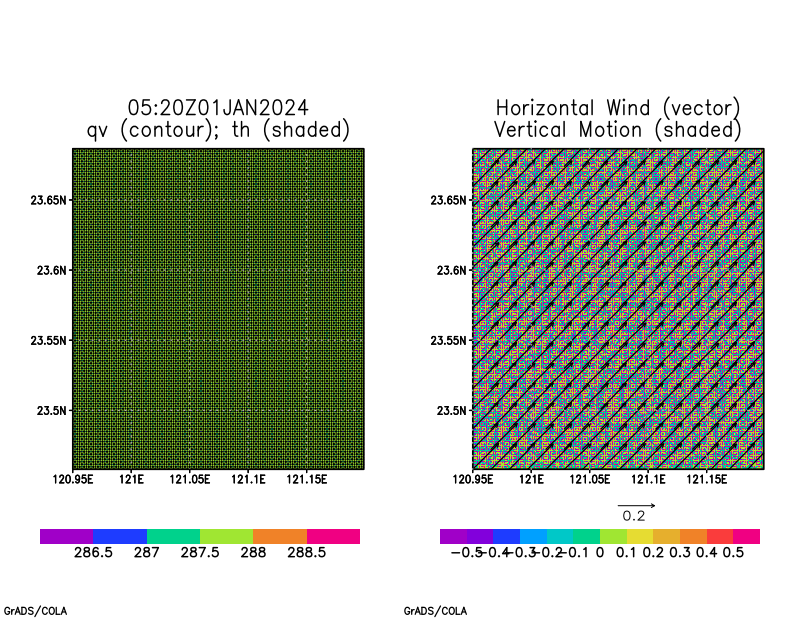 05:20Z01JAN2024
qv (contour); th (shaded)
23.65N
23.6N
23.55N
23.5N
120.95E 121E 121.05E 121.1E 121.15E
286.5 287 287.5 288 288.5
GrADS/COLA
Horizontal Wind (vector)
Vertical Motion (shaded)
23.65N
23.6N
23.55N
23.5N
120.95E 121E 121.05E 121.1E 121.15E
0.2
-0.5 -0.4 -0.3 -0.2 -0.1 0 0.1 0.2 0.3 0.4 0.5
GrADS/COLA